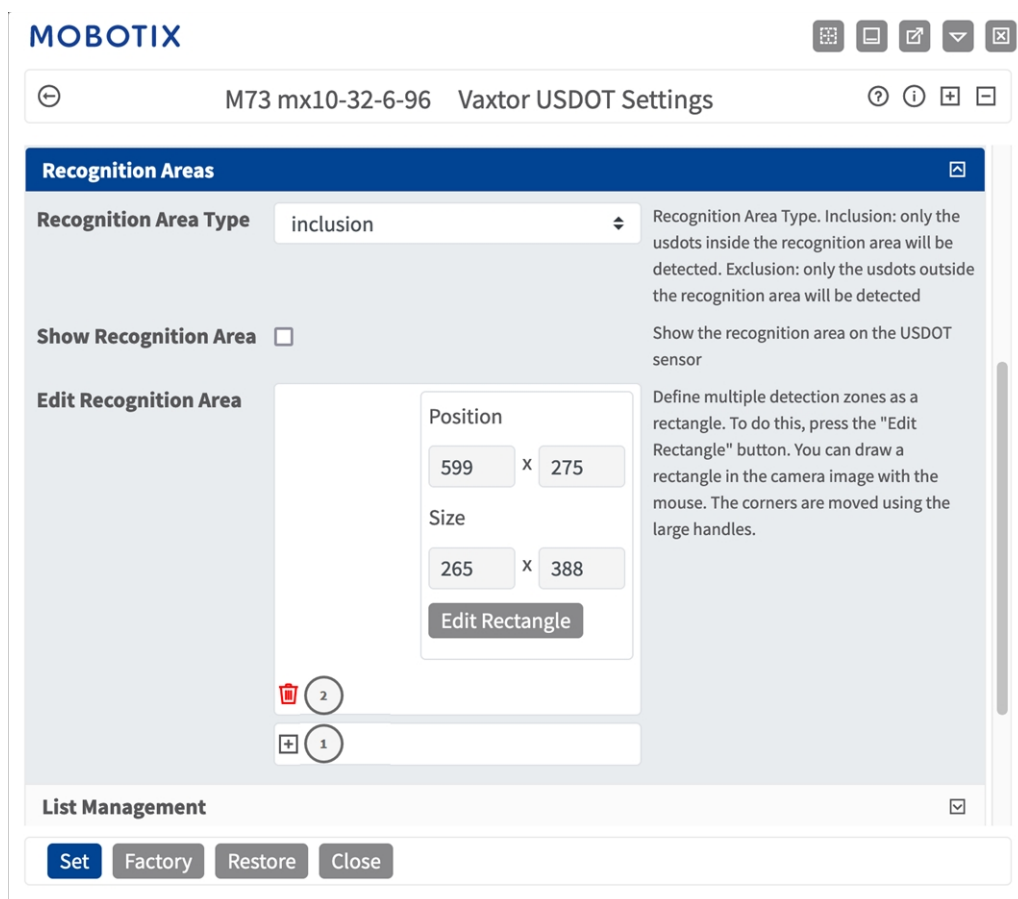 MOBOTIX
M73 mx10-32-6-96 Vaxtor USDOT Settings
Recognition Areas
Recognition Area Type
inclusion
Recognition Area Type. Inclusion: only the
usdots inside the recognition area will be
detected. Exclusion: only the usdots outside
the recognition area will be detected
Show Recognition Area
Show the recognition area on the USDOT
sensor
Edit Recognition Area
Position
599 x 275
Size
265 x 388
Edit Rectangle
2
1
Define multiple detection zones as a
rectangle. To do this, press the "Edit
Rectangle" button. You can draw a
rectangle in the camera image with the
mouse. The corners are moved using the
large handles.
List Management
Set Factory Restore Close